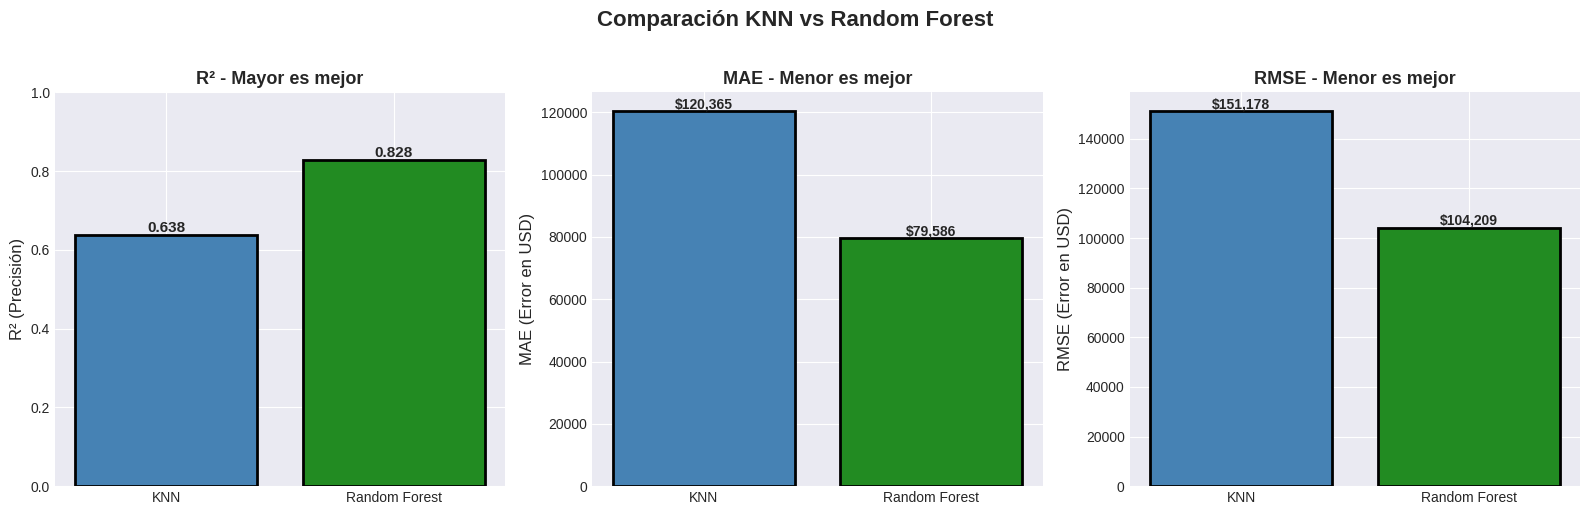 Comparación KNN vs Random Forest
R² - Mayor es mejor
R² (Precisión)
1.0
0.8
0.6
0.4
0.2
0.0
0.638
0.828
KNN
Random Forest
MAE - Menor es mejor
MAE (Error en USD)
120000
100000
80000
60000
40000
20000
0
$120,365
$79,586
KNN
Random Forest
RMSE - Menor es mejor
RMSE (Error en USD)
140000
120000
100000
80000
60000
40000
20000
0
$151,178
$104,209
KNN
Random Forest